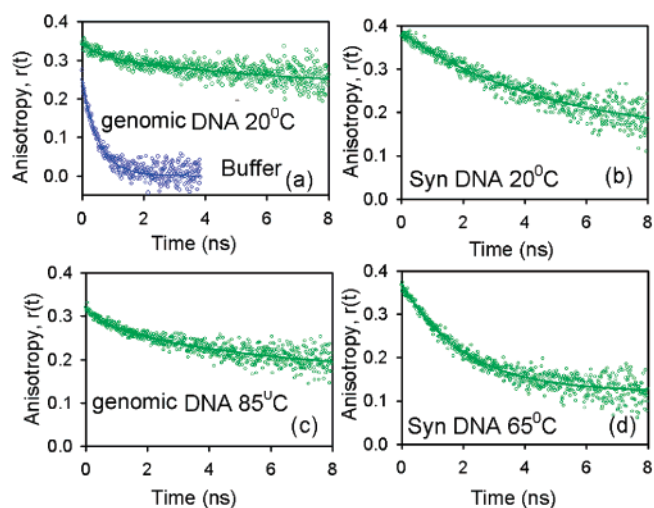 0.4
0.3
0.2
0.1
0.0
Anisotropy, r(t)
genomic DNA 20⁰C
Buffer
(a)
0 2 4 6 8
Time (ns)
0.4
0.3
0.2
0.1
Anisotropy, r(t)
(b)
Syn DNA 20⁰C
0 2 4 6 8
Time (ns)
0.4
0.3
0.2
0.1
0.0
Anisotropy, r(t)
genomic DNA 85⁰C
(c)
0 2 4 6 8
Time (ns)
0.4
0.3
0.2
0.1
0.0
Anisotropy, r(t)
Syn DNA 65⁰C
(d)
0 2 4 6 8
Time (ns)